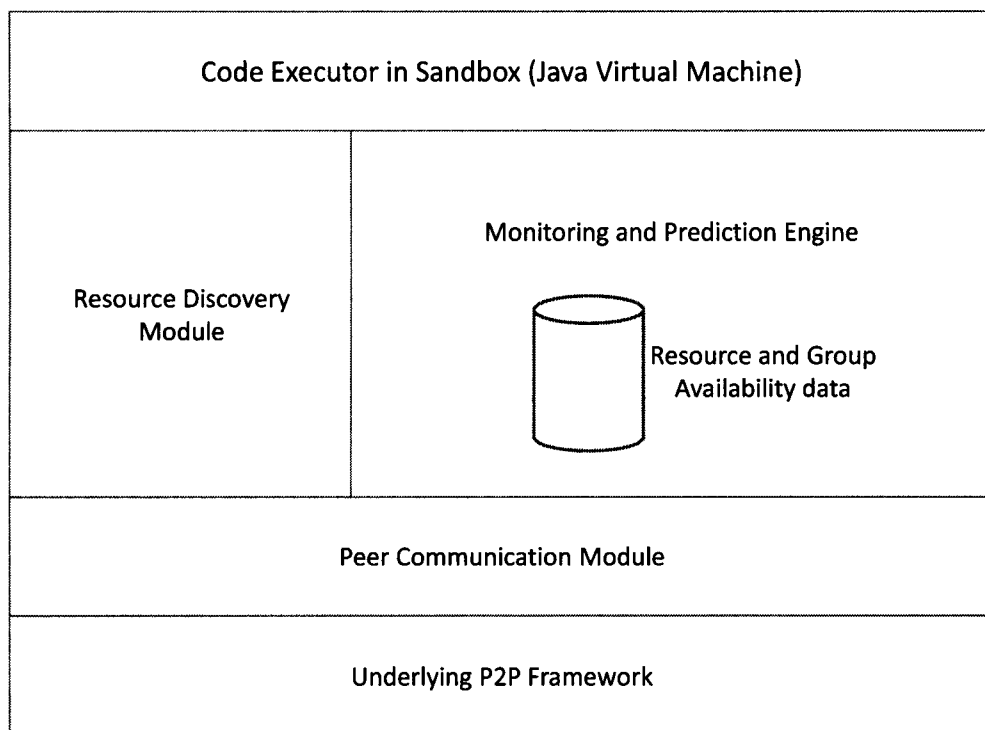 Code Executor in Sandbox (Java Virtual Machine)
Resource Discovery
Module
Monitoring and Prediction Engine
Resource and Group
Availability data
Peer Communication Module
Underlying P2P Framework